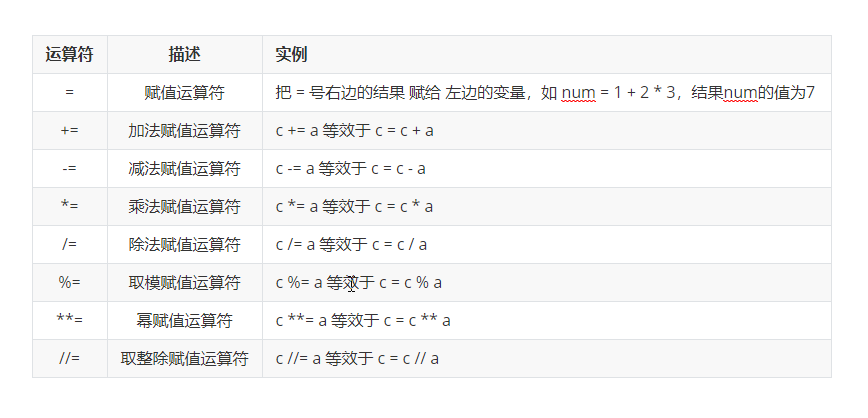 运算符 描述 实例
= 赋值运算符 把 = 号右边的结果 赋给 左边的变量，如 num = 1 + 2 * 3，结果num的值为7
+= 加法赋值运算符 c += a 等效于 c = c + a
-= 减法赋值运算符 c -= a 等效于 c = c - a
*= 乘法赋值运算符 c *= a 等效于 c = c * a
/= 除法赋值运算符 c /= a 等效于 c = c / a
%= 取模赋值运算符 c %= a 等效于 c = c % a
**= 幂赋值运算符 c **= a 等效于 c = c ** a
//= 取整除赋值运算符 c //= a 等效于 c = c // a